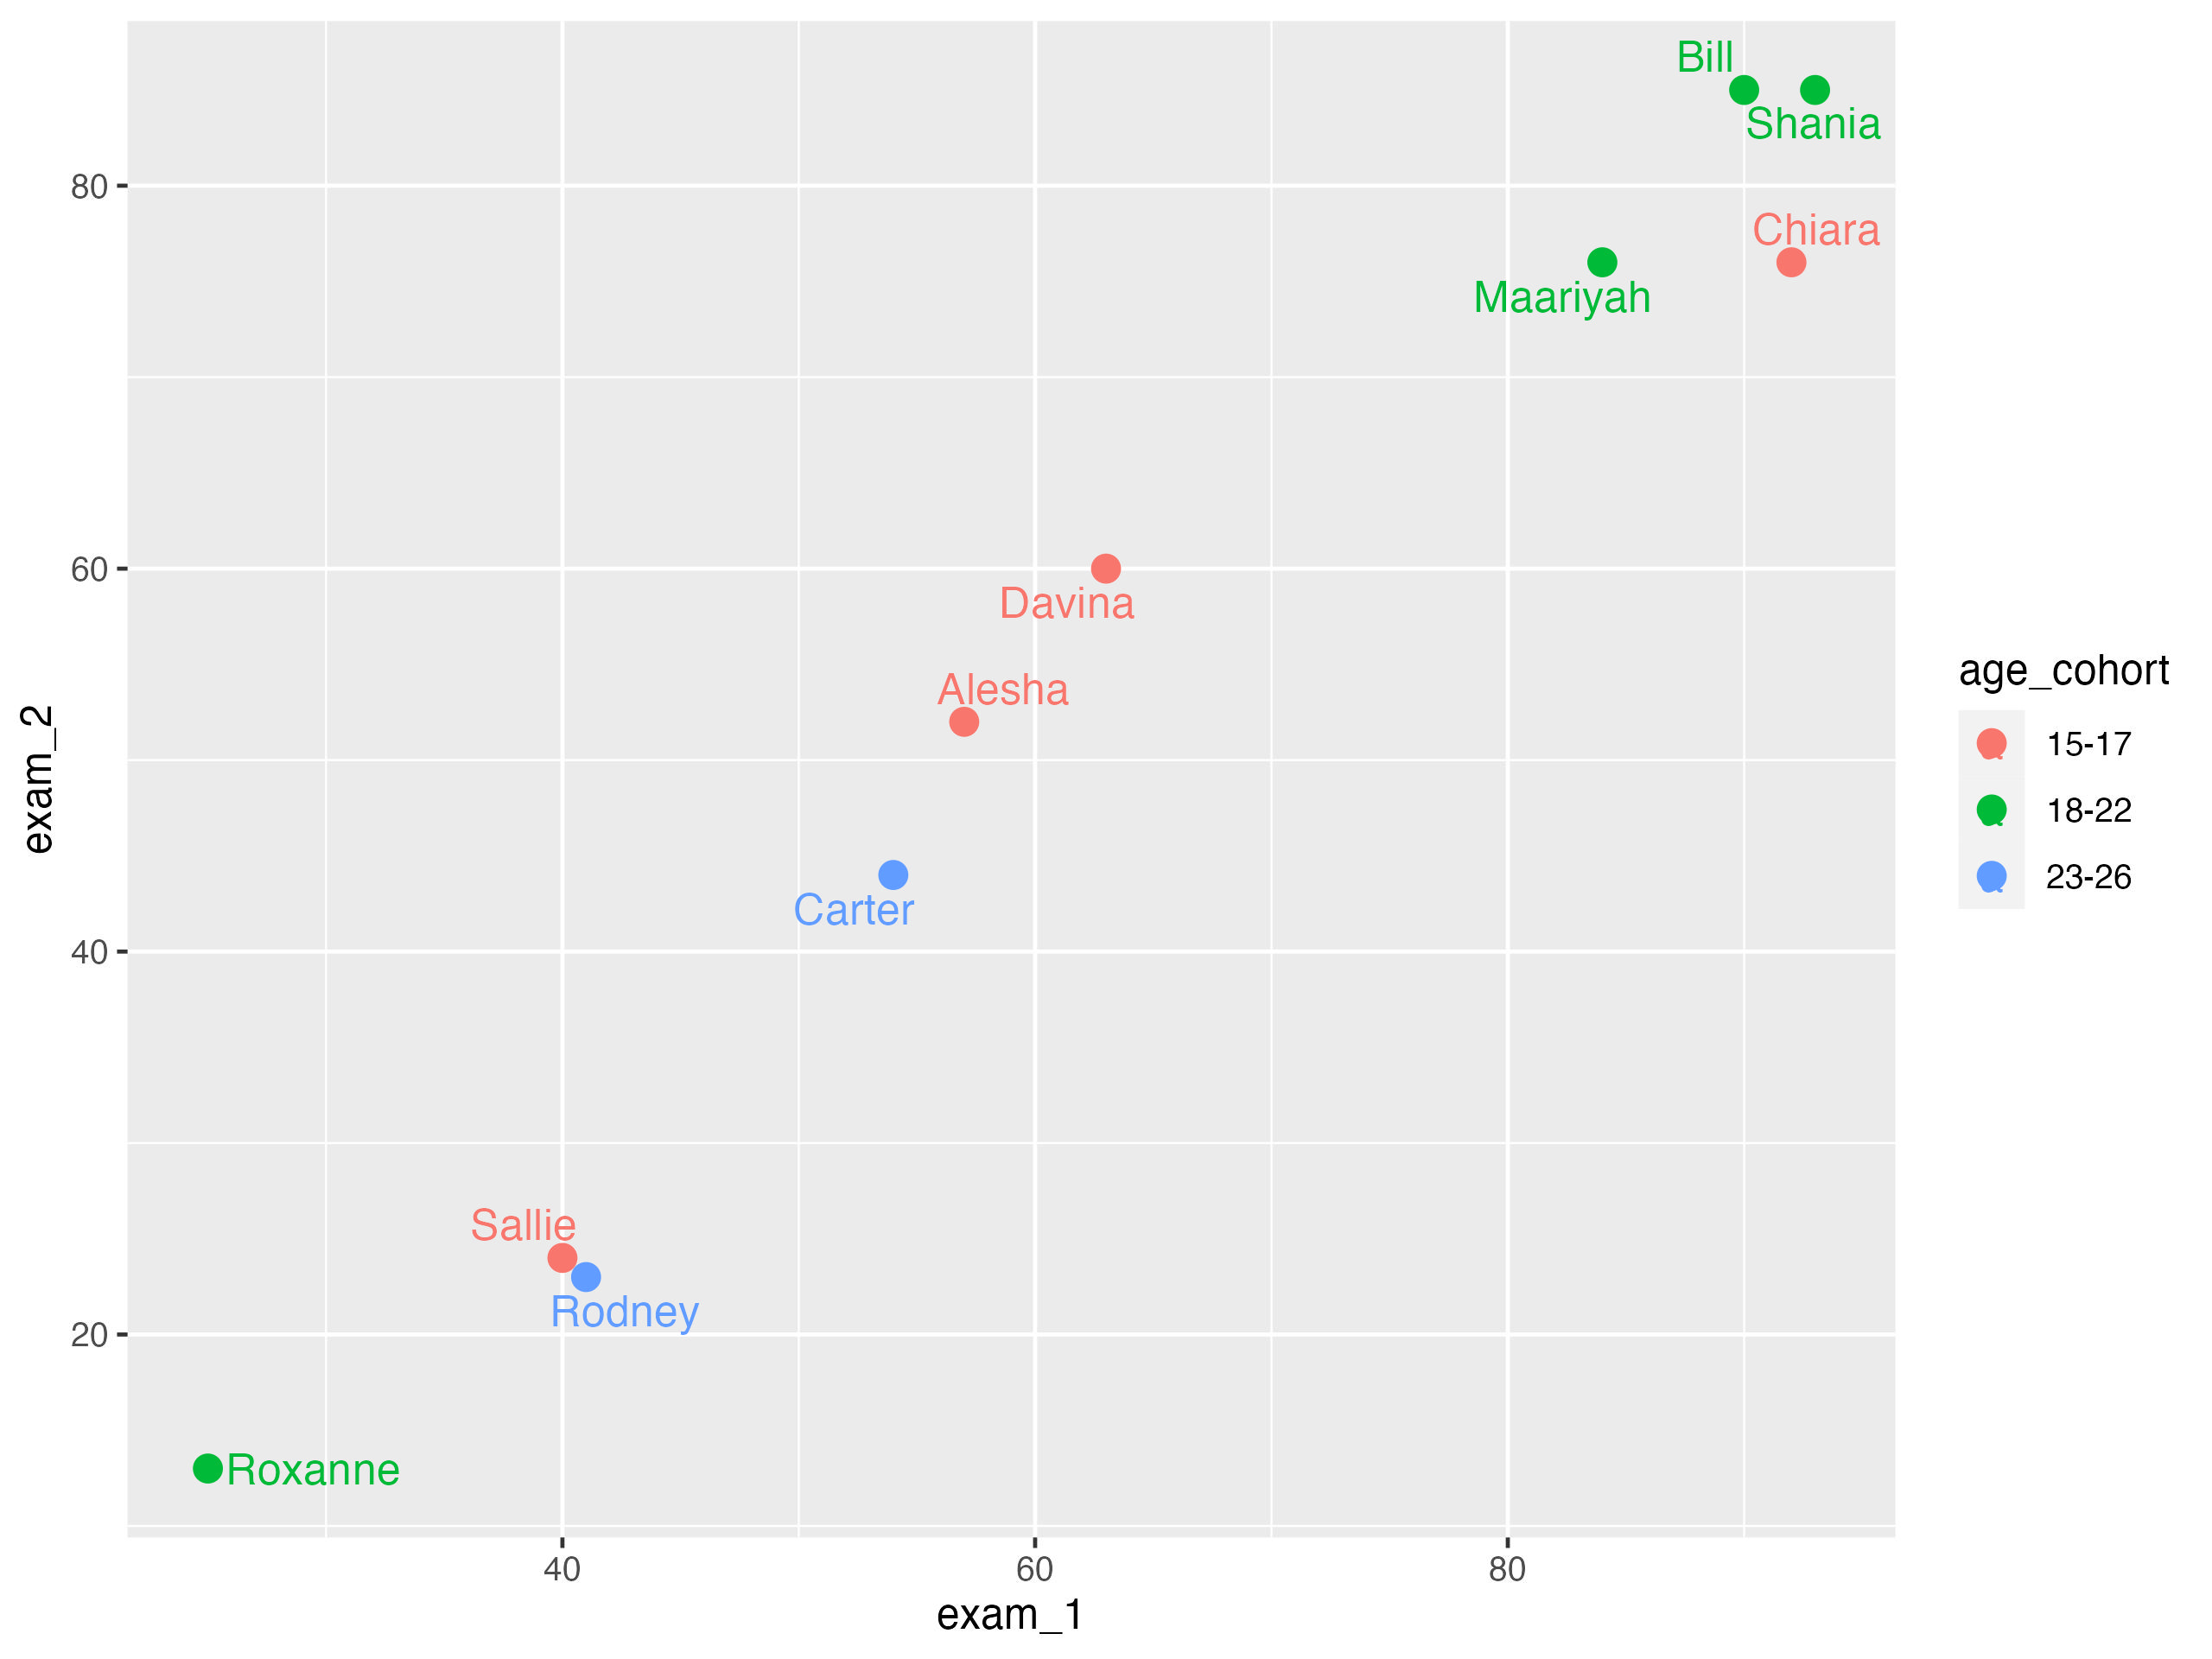 Bill
Shania
80
Chiara
Maariyah
60
Davina
Alesha
exam_2
age_cohort
15-17
18-22
23-26
Carter
40
Sallie
Rodney
20
Roxanne
40 60 80
exam_1